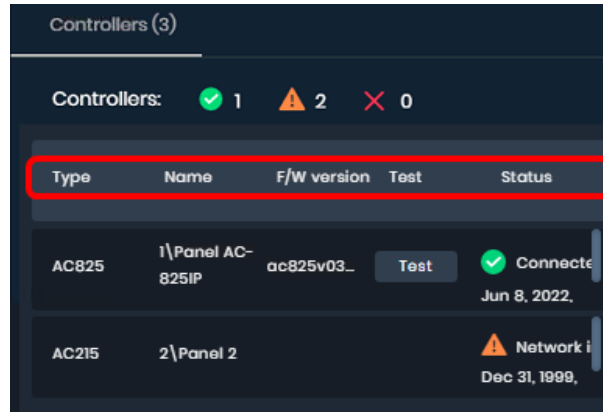 Controllers (3)
Controllers: 1 2 0
Type Name F/W version Test Status
AC825 1\Panel AC-825IP ac825v03_ Test Connecte
Jun 8, 2022,
AC215 2\Panel 2 Network i
Dec 31, 1999,